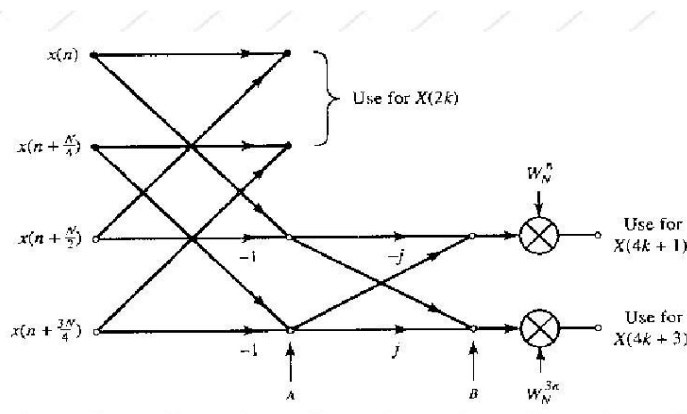 x(n)
Use for X(2k)
x(n + N/4)
W_N^n
x(n + N/2)
-1
-j
Use for
X(4k + 1)
x(n + 3N/4)
-1
j
Use for
X(4k + 3)
A
B
W_N^{3n}